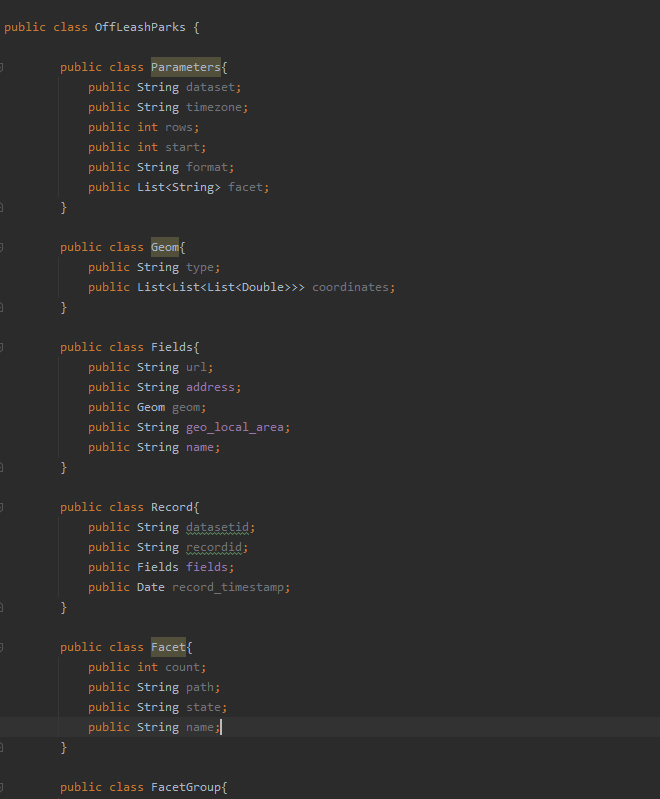 public class OffLeashParks {
public class Parameters{
public String dataset;
public String timezone;
public int rows;
public int start;
public String format;
public List<String> facet;
}
public class Geom{
public String type;
public List<List<List<Double>>> coordinates;
}
public class Fields{
public String url;
public String address;
public Geom geom;
public String geo_local_area;
public String name;
}
public class Record{
public String datasetid;
public String recordid;
public Fields fields;
public Date record_timestamp;
}
public class Facet{
public int count;
public String path;
public String state;
public String name;
}
public class FacetGroup{